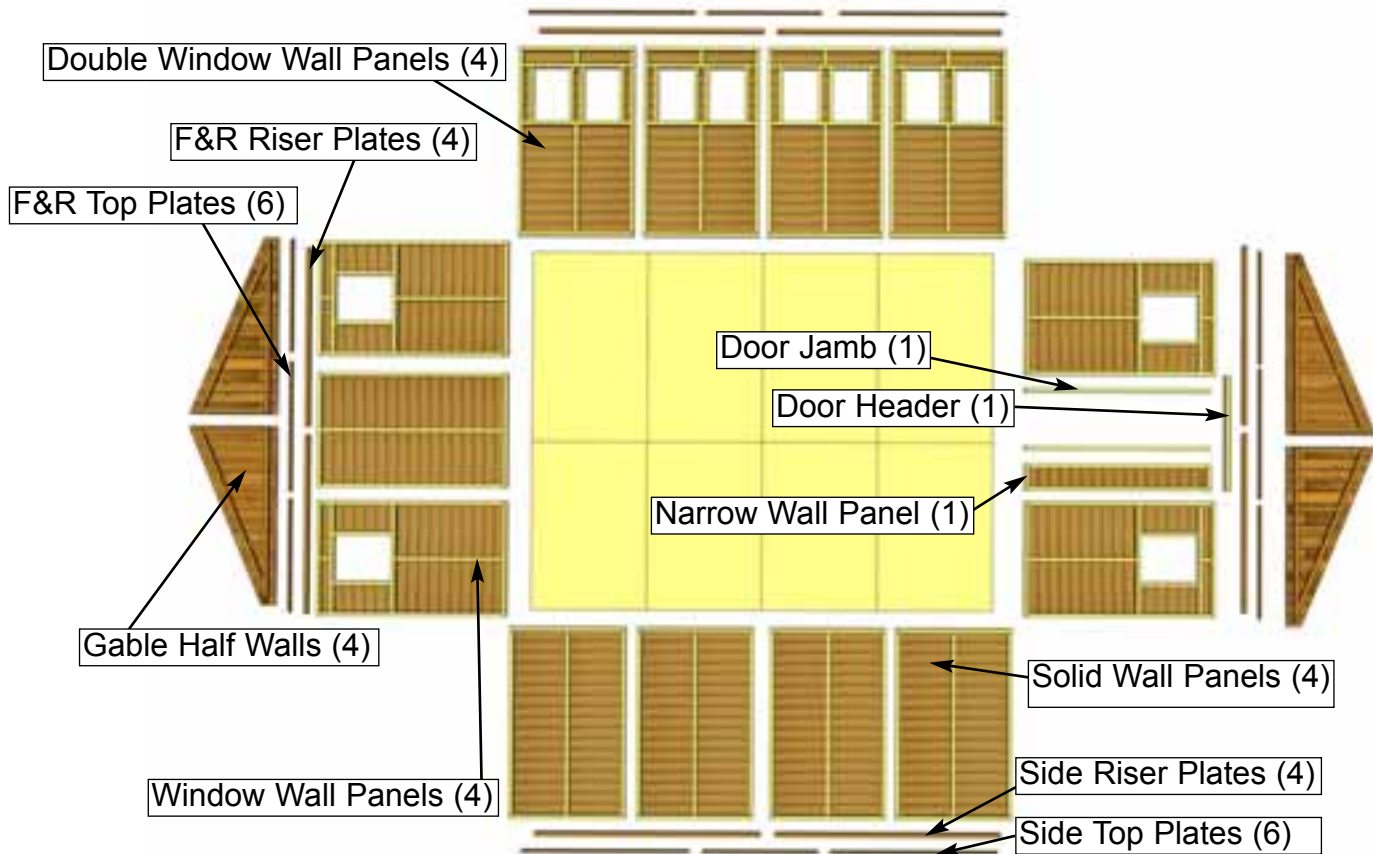 Double Window Wall Panels (4)
F&R Riser Plates (4)
F&R Top Plates (6)
Door Jamb (1)
Door Header (1)
Narrow Wall Panel (1)
Gable Half Walls (4)
Solid Wall Panels (4)
Window Wall Panels (4)
Side Riser Plates (4)
Side Top Plates (6)